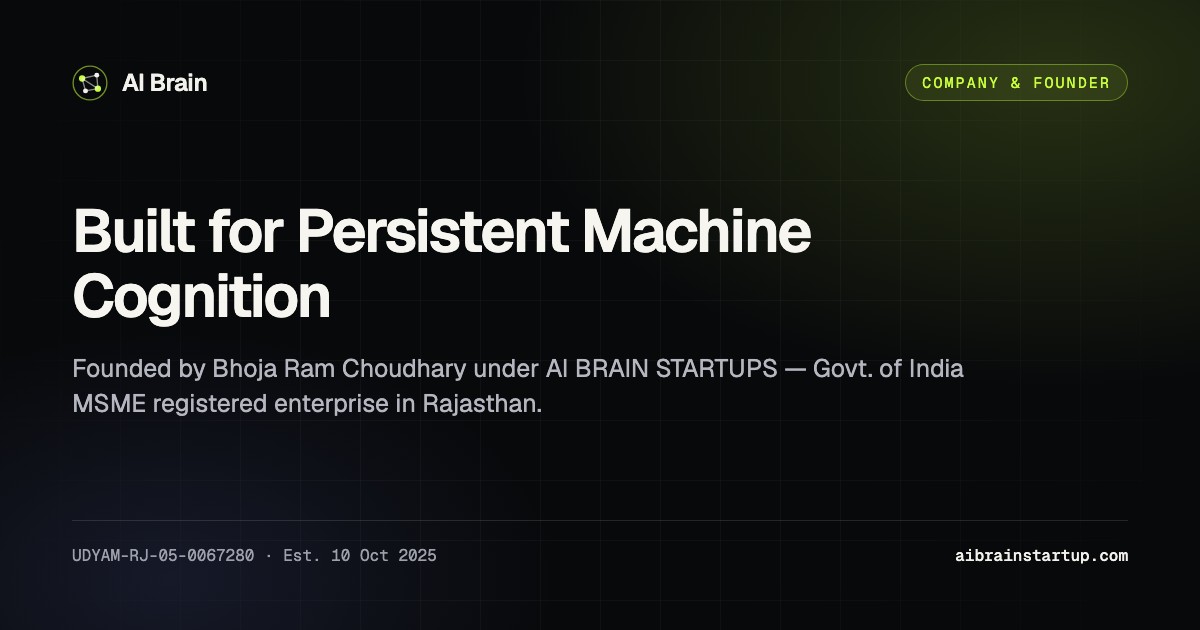 AI Brain
COMPANY & FOUNDER
Built for Persistent Machine
Cognition
Founded by Bhoja Ram Choudhary under AI BRAIN STARTUPS — Govt. of India
MSME registered enterprise in Rajasthan.
UDYAM-RJ-05-0067280 · Est. 10 Oct 2025
aibrainstartup.com